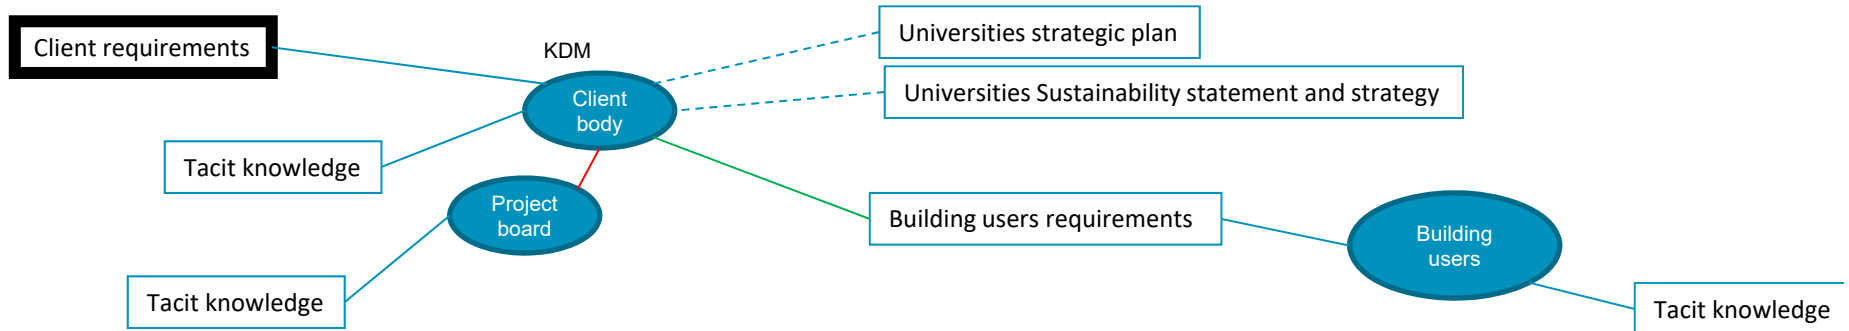 Client requirements
KDM
Universities strategic plan
Client
body
Universities Sustainability statement and strategy
Tacit knowledge
Project
board
Building users requirements
Building
users
Tacit knowledge
Tacit knowledge